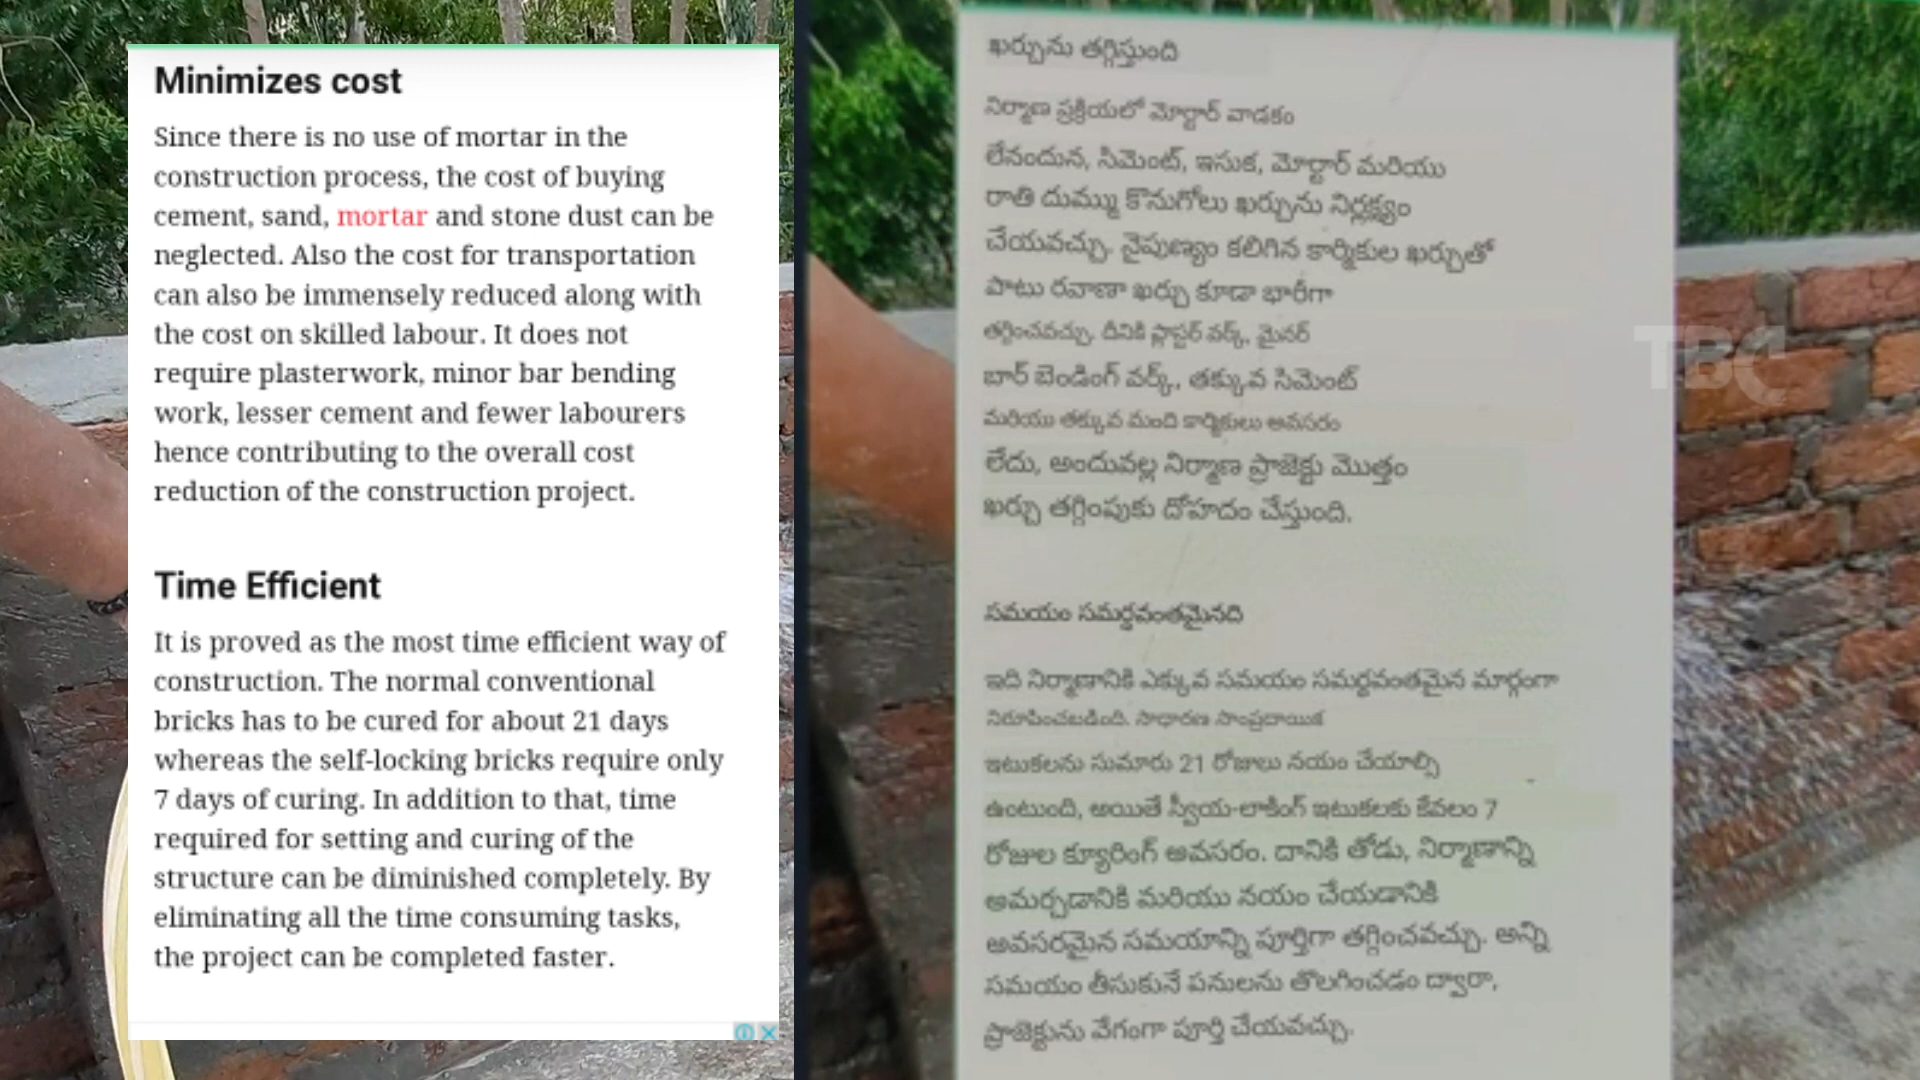 Minimizes cost
Since there is no use of mortar in the
construction process, the cost of buying
cement, sand, mortar and stone dust can be
neglected. Also the cost for transportation
can also be immensely reduced along with
the cost on skilled labour. It does not
require plasterwork, minor bar bending
work, lesser cement and fewer labourers
hence contributing to the overall cost
reduction of the construction project.
Time Efficient
It is proved as the most time efficient way of
construction. The normal conventional
bricks has to be cured for about 21 days
whereas the self-locking bricks require only
7 days of curing. In addition to that, time
required for setting and curing of the
structure can be diminished completely. By
eliminating all the time consuming tasks,
the project can be completed faster.
ఖర్చును తగ్గిస్తుంది
నిర్మాణ ప్రక్రియలో మోర్టార్ వాడకం
లేనందున, సిమెంట్, ఇసుక, మోర్టార్ మరియు
రాతి దుమ్ము కొనుగోలు ఖర్చును నిర్లక్ష్యం
చేయవచ్చు. నైపుణ్యం కలిగిన కార్మికుల ఖర్చుతో
పాటు రవాణా ఖర్చు కూడా భారీగా
తగ్గించవచ్చు. దీనికి ప్లాస్టర్ వర్క్, మైనర్
బార్ బెండింగ్ వర్క్, తక్కువ సిమెంట్
మరియు తక్కువ మంది కార్మికులు అవసరం
లేదు, అందువల్ల నిర్మాణ ప్రాజెక్టు మొత్తం
ఖర్చు తగ్గింపుకు దోహదం చేస్తుంది.
సమయం సమర్థవంతమైనది
ఇది నిర్మాణానికి ఎక్కువ సమయం సమర్థవంతమైన మార్గంగా
నిరూపించబడింది. సాధారణ సాంప్రదాయిక
ఇటుకలను సుమారు 21 రోజులు నయం చేయాల్సి
ఉంటుంది, అయితే స్వీయ-లాకింగ్ ఇటుకలకు కేవలం 7
రోజుల క్యూరింగ్ అవసరం. దానికి తోడు, నిర్మాణాన్ని
అమర్చడానికి మరియు నయం చేయడానికి
అవసరమైన సమయాన్ని పూర్తిగా తగ్గించవచ్చు. అన్ని
సమయం తీసుకునే పనులను తొలగించడం ద్వారా,
ప్రాజెక్టును వేగంగా పూర్తి చేయవచ్చు.
TBC